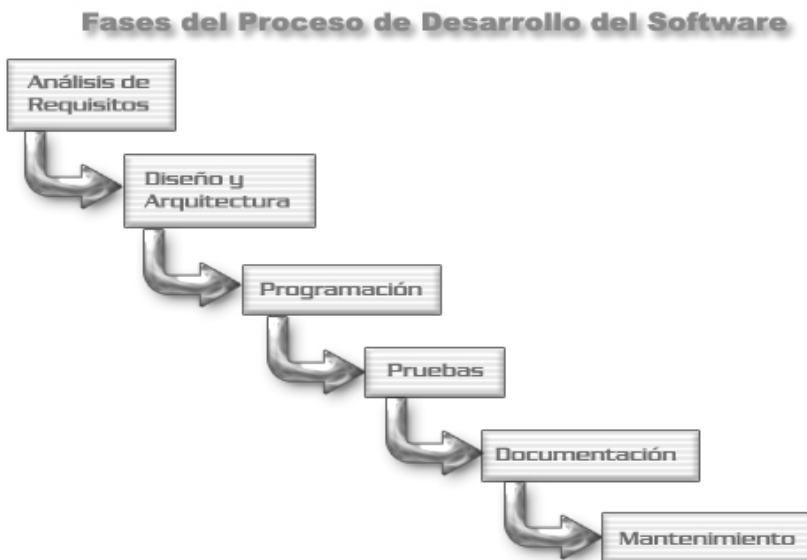 Fases del Proceso de Desarrollo del Software
Análisis de
Requisitos
Diseño y
Arquitectura
Programación
Pruebas
Documentación
Mantenimiento